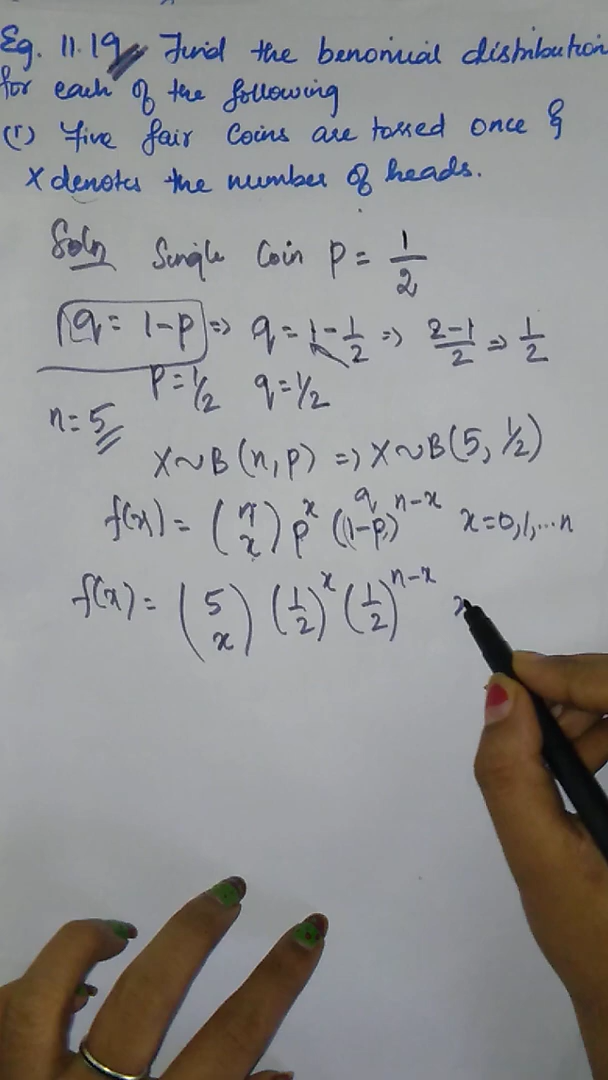 Eg. 11.19 Find the benomial distribution
for each of the following
(i) Five fair coins are tossed once &
X denotes the number of heads.
Soln Single coin P = 1/2
q = 1-p => q = 1 - 1/2 => 2-1/2 => 1/2
P = 1/2 q = 1/2
n = 5
X ~ B(n, p) => X ~ B(5, 1/2)
f(x) = (n x) p^x (1-p)^n-x q x = 0, 1, ... n
f(x) = (5 x) (1/2)^x (1/2)^n-x x